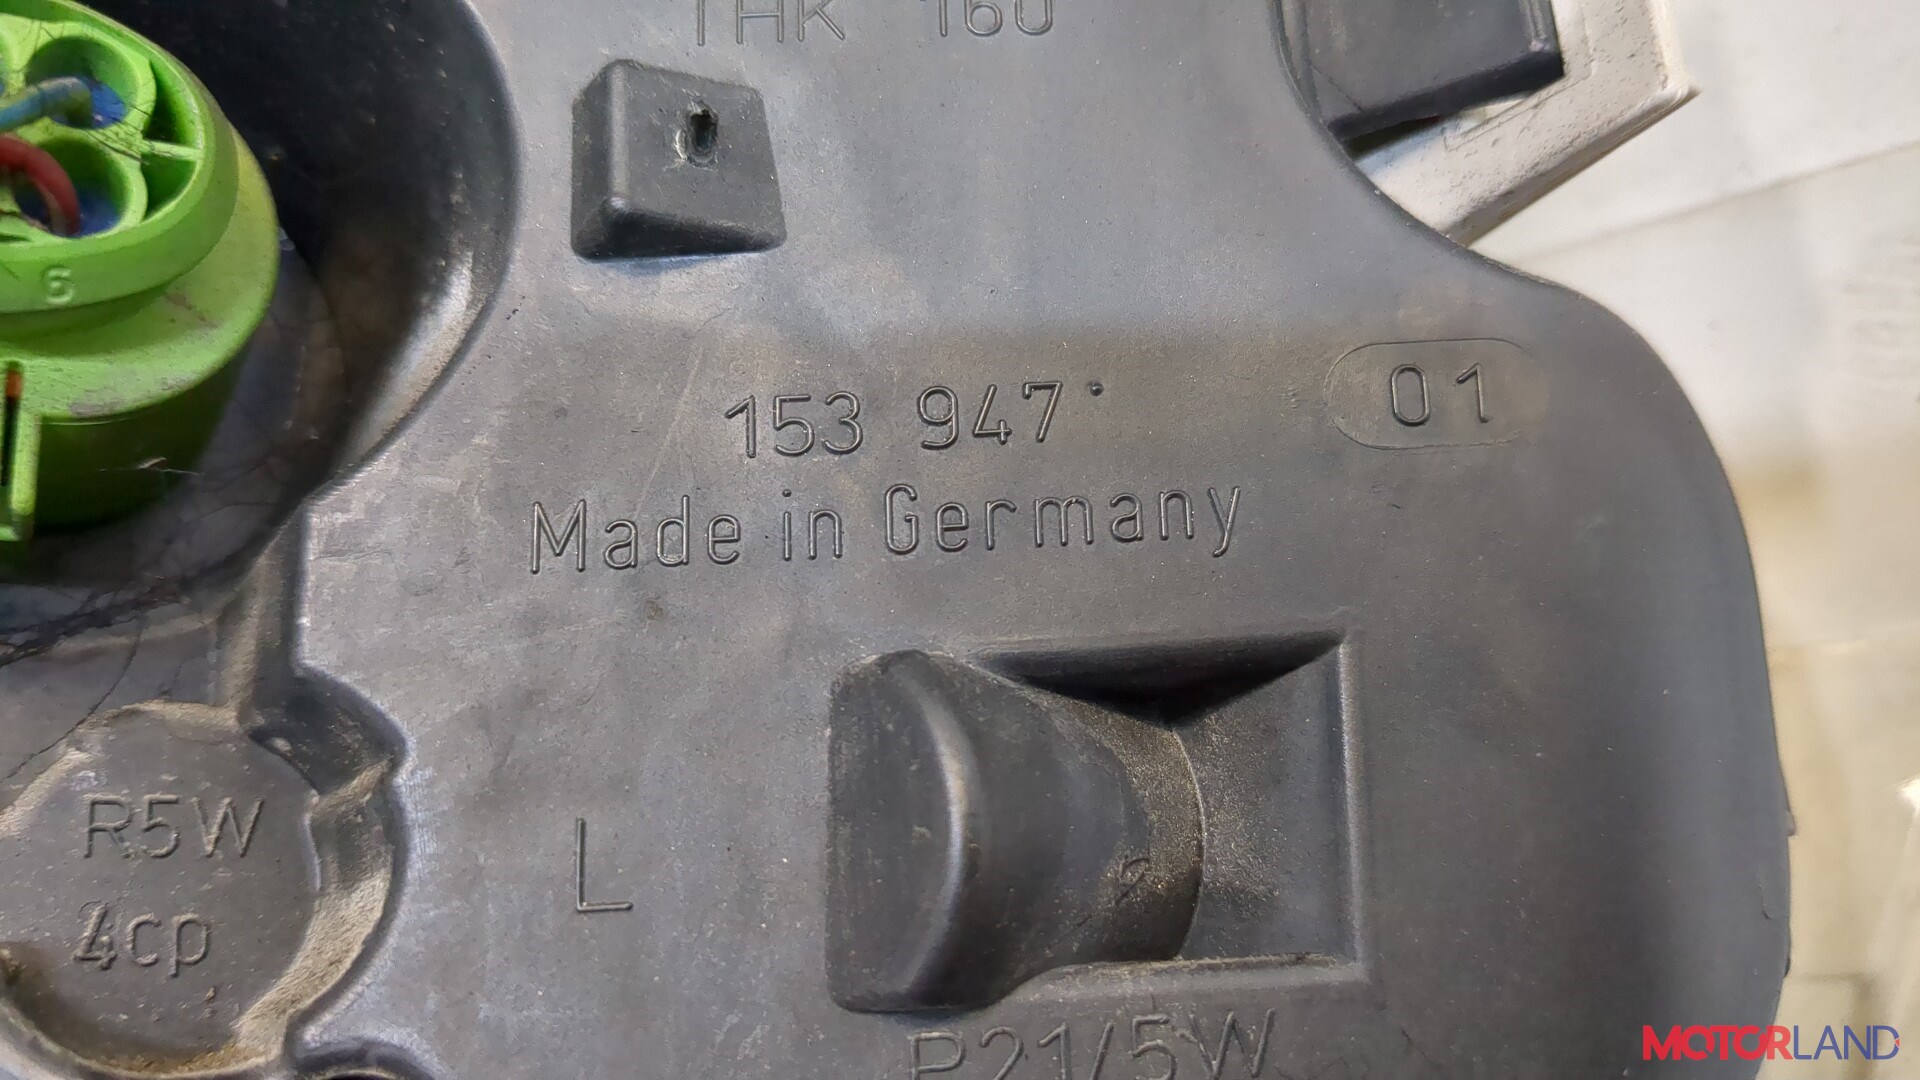 THK 160
6
153 947
01
Made in Germany
R5W
4cp
L
P21/5W
MOTORLAND